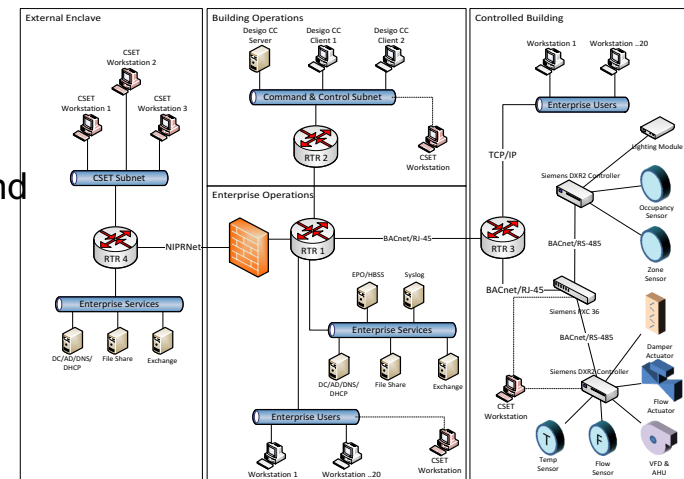 nd
External Enclave
CSET
Workstation 2
CSET
Workstation 1
CSET
Workstation 3
CSET Subnet
RTR 4
NIPRNet
Enterprise Services
DC/AD/DNS/
DHCP
File Share
Exchange
Building Operations
Desigo CC
Server
Desigo CC
Client 1
Desigo CC
Client 2
Command & Control Subnet
RTR 2
CSET
Workstation
Enterprise Operations
RTR 1
BACnet/RJ-45
EPO/HBSS
Syslog
Enterprise Services
DC/AD/DNS/
DHCP
File Share
Exchange
Enterprise Users
Workstation 1
Workstation ..20
CSET
Workstation
Controlled Building
Workstation 1
Workstation ..20
Enterprise Users
TCP/IP
Lighting Module
Siemens DXR2 Controller
Occupancy
Sensor
RTR 3
BACnet/RS-485
Zone
Sensor
BACnet/RJ-45
Siemens PXC 36
BACnet/RS-485
Damper
Actuator
Siemens DXR2 Controller
Flow
Actuator
CSET
Workstation
T
F
Temp
Sensor
Flow
Sensor
VFD &
AHU